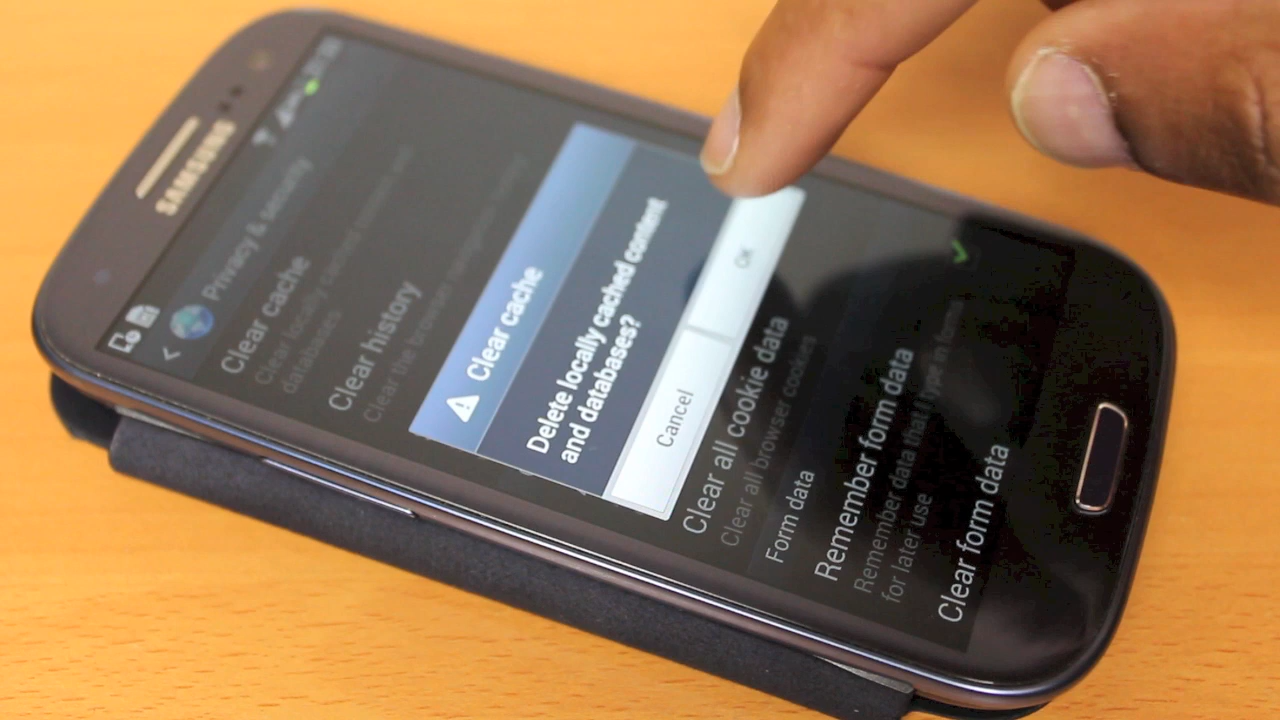 SAMSUNG
Privacy & security
Clear cache
Clear locally cached content and
databases
Clear history
Clear the browser navigation history
Clear cache
Delete locally cached content
and databases?
Cancel
OK
Clear all cookie data
Clear all browser cookies
Form data
Remember form data
Remember data that I type in forms
for later use
Clear form data